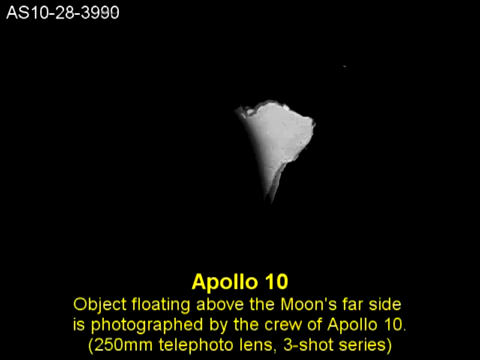 AS10-28-3990
Apollo 10
Object floating above the Moon's far side
is photographed by the crew of Apollo 10.
(250mm telephoto lens, 3-shot series)